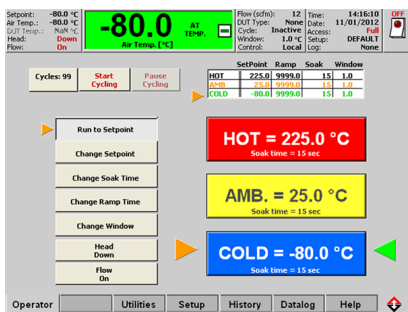 Setpoint: -80.0 °C
Air Temp.: -80.0 °C
DUT Temp.: NaN °C
Head: Down
Flow: On
-80.0
Air Temp. [°C]
AT
TEMP.
Flow (scfm): 12
DUT Type: None
Cycle: Inactive
Window: 1.0 °C
Control: Local
Time: 14:16:10
Date: 11/01/2012
Access: Full
Setup: DEFAULT
Log: None
OFF
Cycles: 99
Start
Cycling
Pause
Cycling
SetPoint Ramp Soak Window
HOT 225.0 9999.0 15 1.0
AMB 25.0 9999.0 15 1.0
COLD -80.0 9999.0 15 1.0
Run to Setpoint
Change Setpoint
Change Soak Time
Change Ramp Time
Change Window
Head
Down
Flow
On
HOT = 225.0 °C
Soak time = 15 sec
AMB. = 25.0 °C
Soak time = 15 sec
COLD = -80.0 °C
Soak time = 15 sec
Operator Utilities Setup History Datalog Help